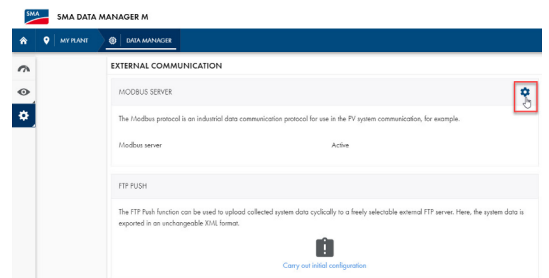 SMA
SMA DATA MANAGER M
MY PLANT
DATA MANAGER
EXTERNAL COMMUNICATION
MODBUS SERVER
The Modbus protocol is an industrial data communication protocol for use in the PV system communication, for example.
Modbus server Active
FTP PUSH
The FTP Push function can be used to upload collected system data cyclically to a freely selectable external FTP server. Here, the system data is
exported in an unchangeable XML format.
Carry out initial configuration